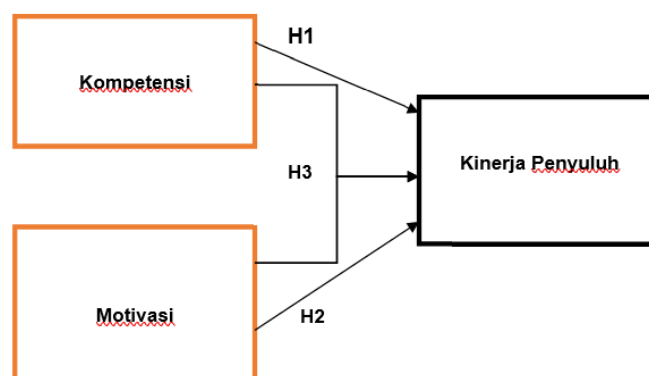 H1
Kompetensi
Kinerja Penyuluh
H3
Motivasi
H2